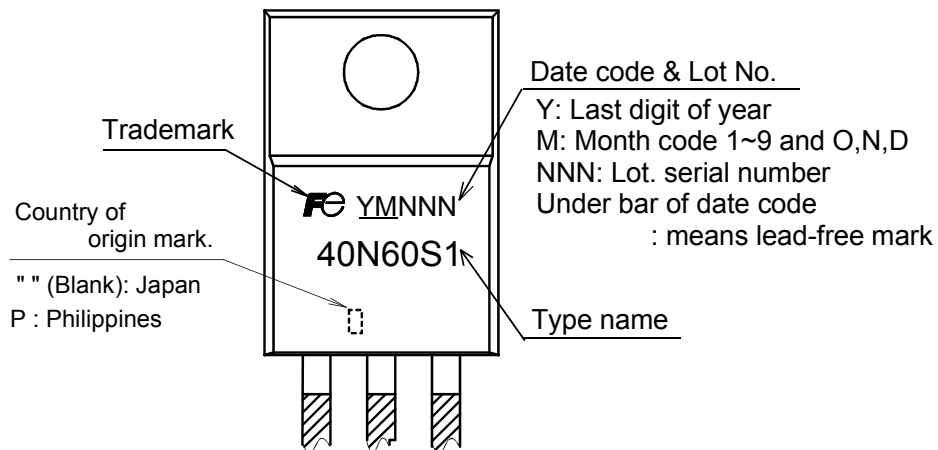 Date code & Lot No.
Y: Last digit of year
M: Month code 1~9 and O,N,D
NNN: Lot. serial number
Under bar of date code
: means lead-free mark
Trademark
Fe YMNNN
40N60S1
Country of
origin mark.
" " (Blank): Japan
P : Philippines
Type name